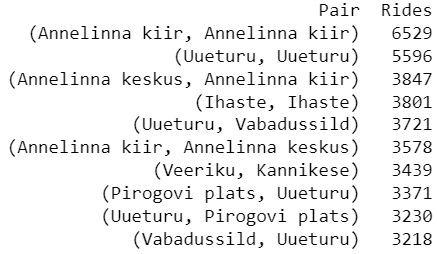 Pair Rides
(Annelinna kiir, Annelinna kiir) 6529
(Ueturu, Ueturu) 5596
(Annelinna keskus, Annelinna kiir) 3847
(Ihaste, Ihaste) 3801
(Uueturu, Vabadussild) 3721
(Annelinna kiir, Annelinna keskus) 3578
(Veeriku, Kannikese) 3439
(Pirogovi plats, Uueturu) 3371
(Uueturu, Pirogovi plats) 3230
(Vabadussild, Uueturu) 3218